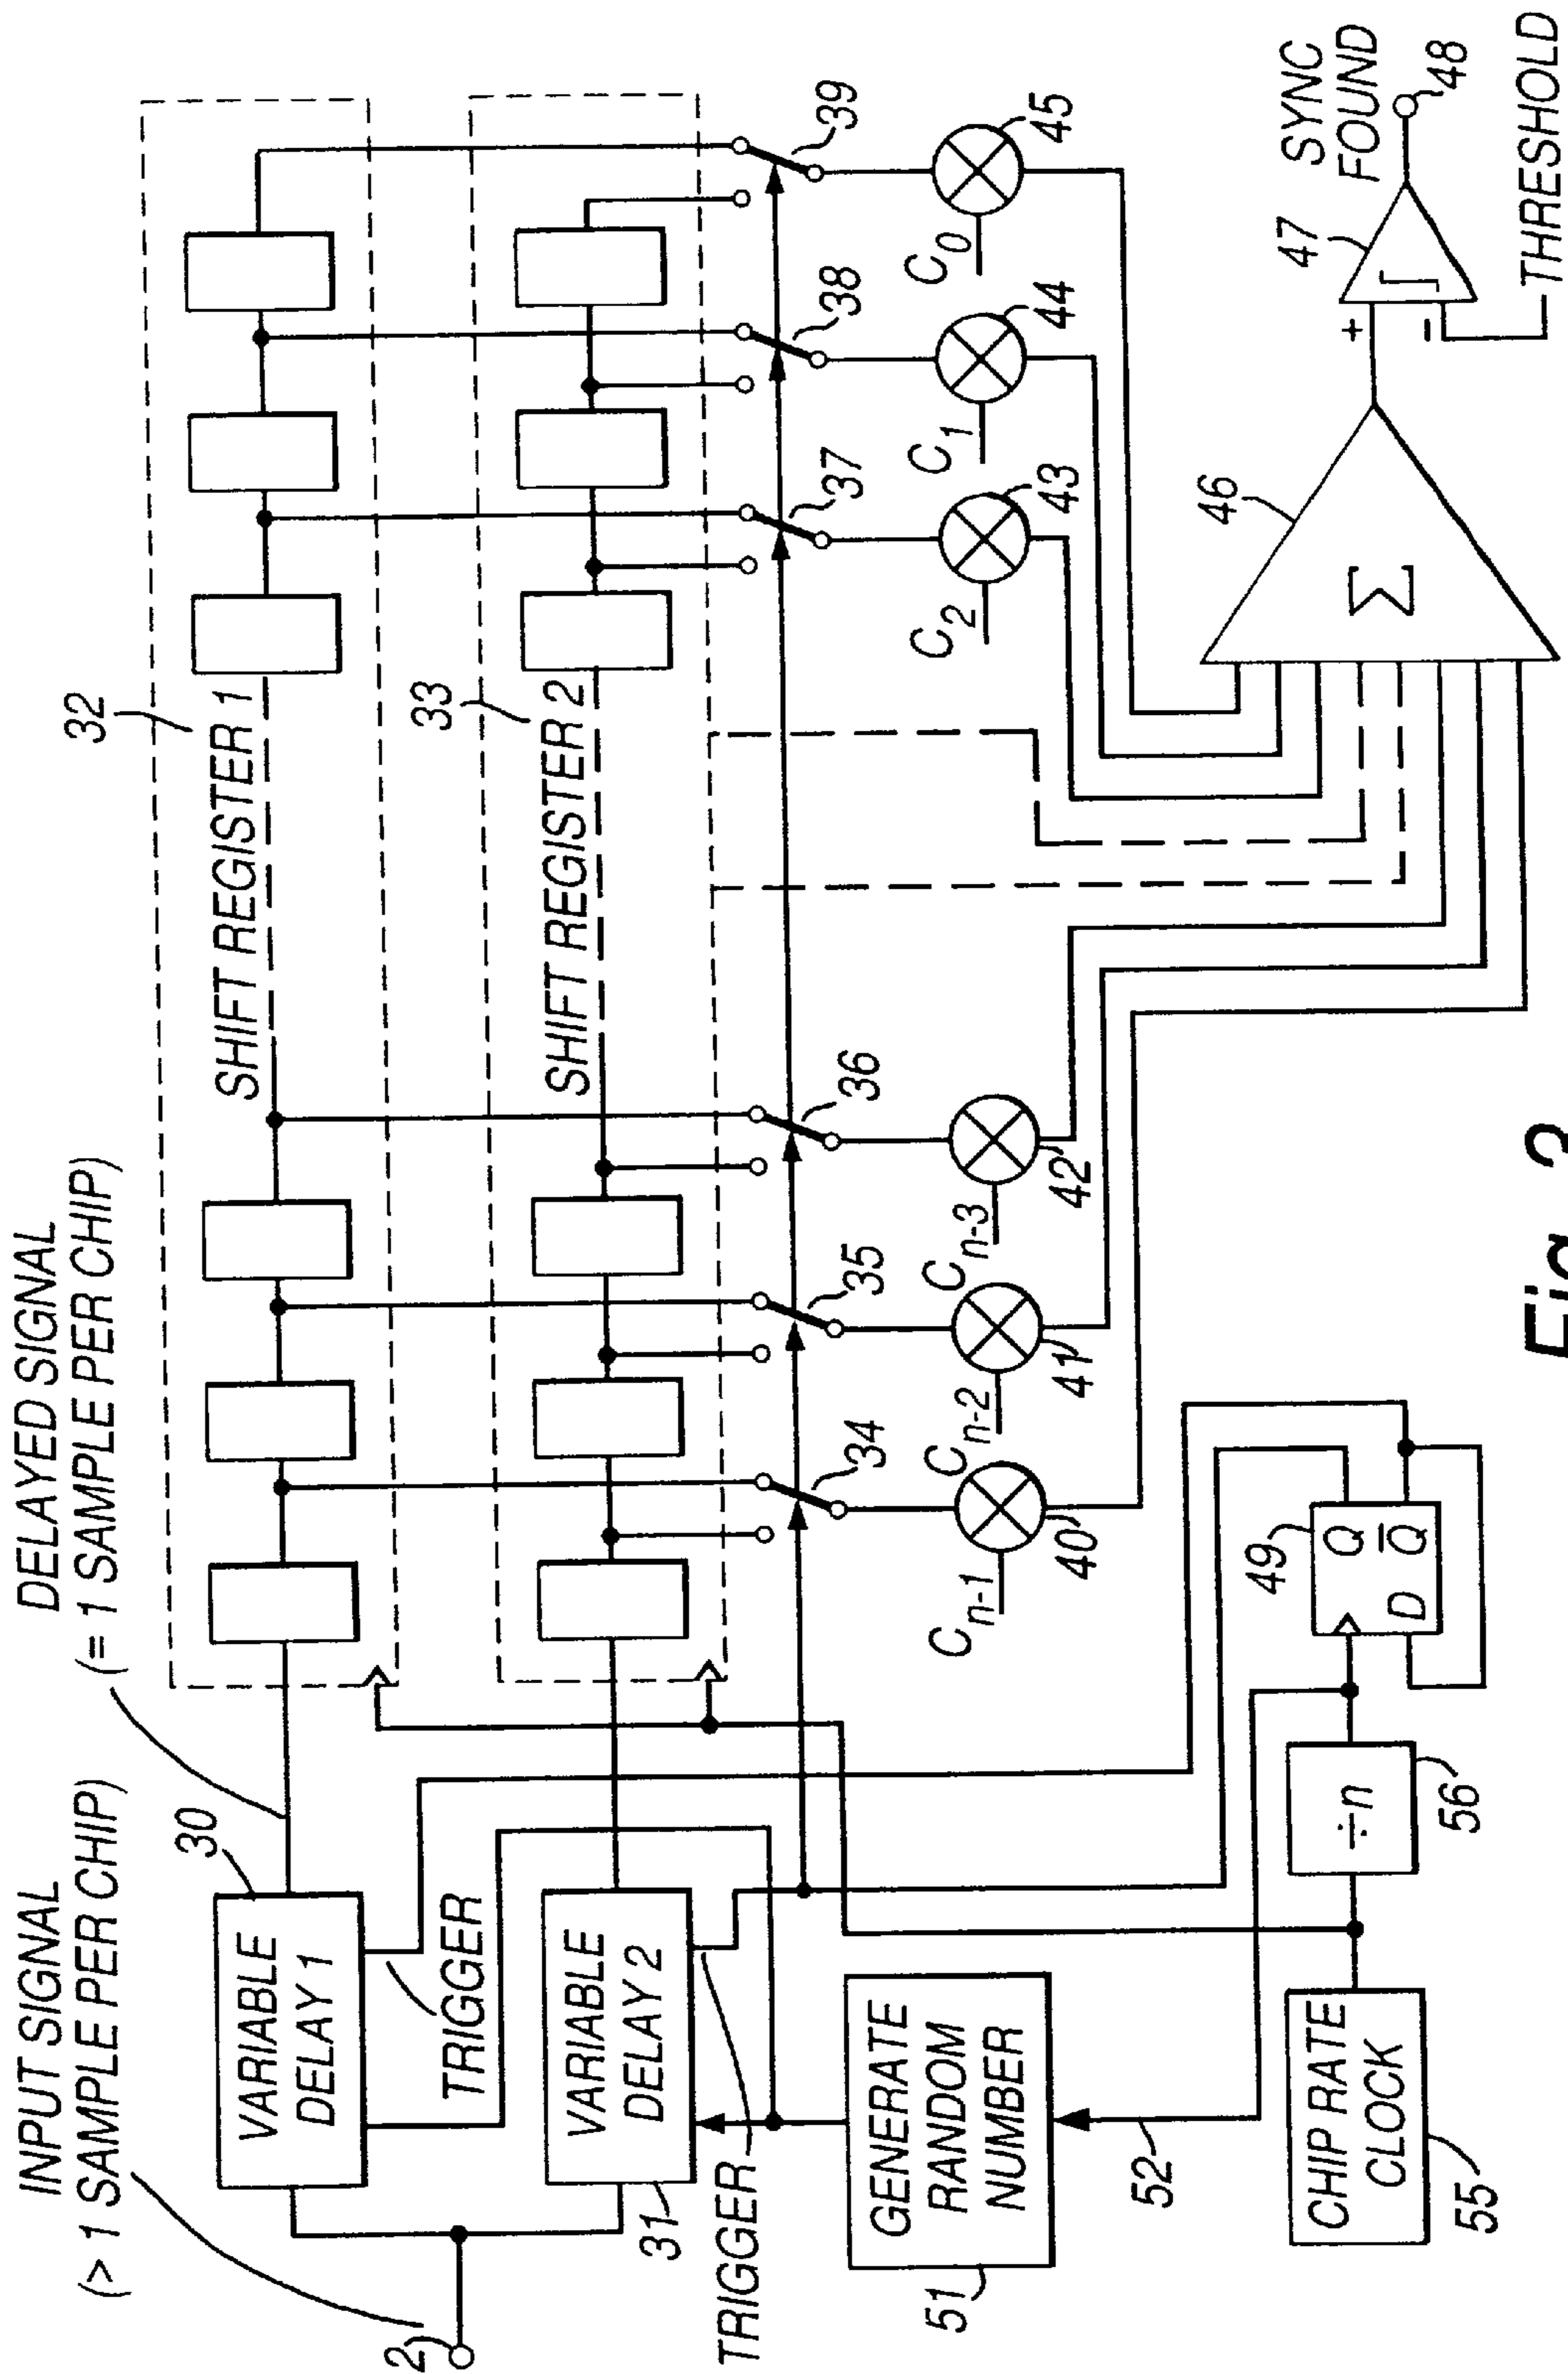 INPUT SIGNAL
(> 1 SAMPLE PER CHIP)
DELAYED SIGNAL
(= 1 SAMPLE PER CHIP)
2
30
VARIABLE
DELAY 1
TRIGGER
32
SHIFT REGISTER 1
31
VARIABLE
DELAY 2
TRIGGER
33
SHIFT REGISTER 2
34
35
36
37
38
39
51
GENERATE
RANDOM
NUMBER
52
Cn-1
40
Cn-2
41
Cn-3
42
C2
43
C1
44
C0
45
55
CHIP RATE
CLOCK
56
÷n
49
Q
D
Q̅
46
Σ
+
−
47
SYNC
FOUND
48
THRESHOLD